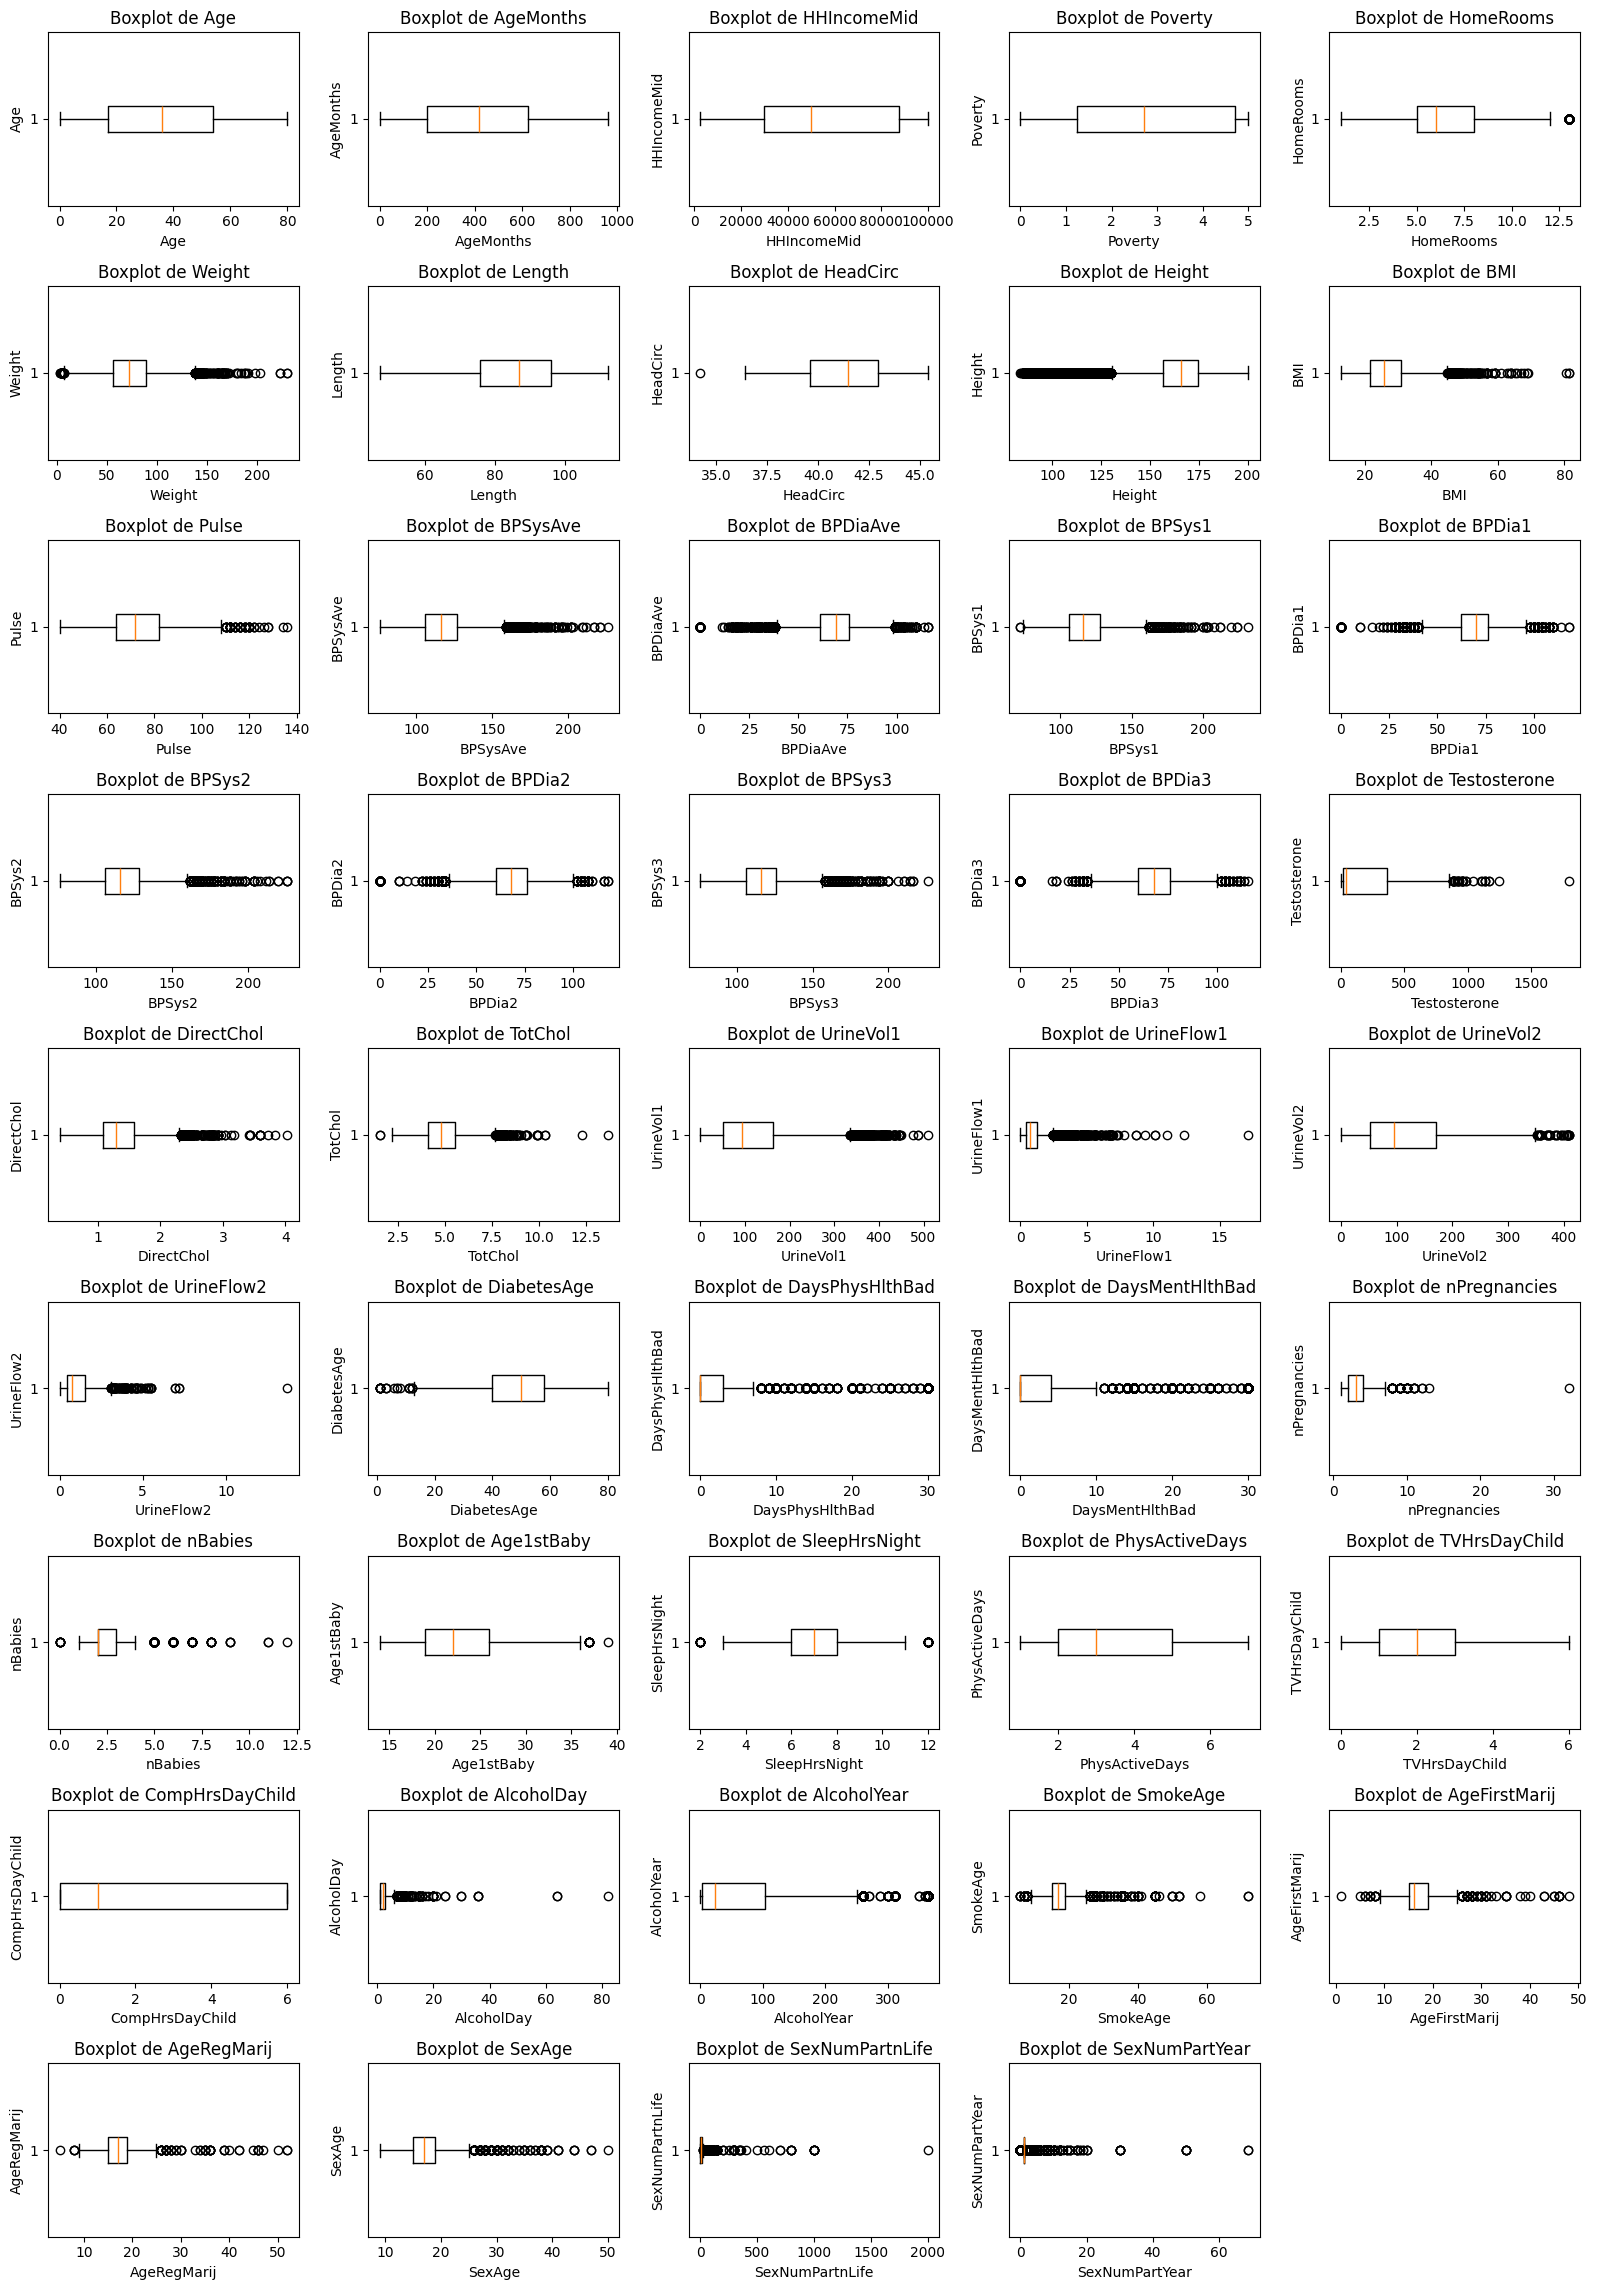 Boxplot de Age Boxplot de AgeMonths Boxplot de HHIncomeMid Boxplot de Poverty Boxplot de HomeRooms
Age 1 AgeMonths 1 HHIncomeMid 1 Poverty 1 HomeRooms 1
0 20 40 60 80 0 200 400 600 800 1000 0 20000 40000 60000 80000 100000 0 1 2 3 4 5 2.5 5.0 7.5 10.0 12.5
Age AgeMonths HHIncomeMid Poverty HomeRooms
Boxplot de Weight Boxplot de Length Boxplot de HeadCirc Boxplot de Height Boxplot de BMI
Weight 1 Length 1 HeadCirc 1 Height 1 BMI 1
0 50 100 150 200 60 80 100 35.0 37.5 40.0 42.5 45.0 100 125 150 175 200 20 40 60 80
Weight Length HeadCirc Height BMI
Boxplot de Pulse Boxplot de BPSysAve Boxplot de BPDiaAve Boxplot de BPSys1 Boxplot de BPDia1
Pulse 1 BPSysAve 1 BPDiaAve 1 BPSys1 1 BPDia1 1
40 60 80 100 120 140 100 150 200 0 25 50 75 100 100 150 200 0 25 50 75 100
Pulse BPSysAve BPDiaAve BPSys1 BPDia1
Boxplot de BPSys2 Boxplot de BPDia2 Boxplot de BPSys3 Boxplot de BPDia3 Boxplot de Testosterone
BPSys2 1 BPDia2 1 BPSys3 1 BPDia3 1 Testosterone 1
100 150 200 0 25 50 75 100 100 150 200 0 25 50 75 100 0 500 1000 1500
BPSys2 BPDia2 BPSys3 BPDia3 Testosterone
Boxplot de DirectChol Boxplot de TotChol Boxplot de UrineVol1 Boxplot de UrineFlow1 Boxplot de UrineVol2
DirectChol 1 TotChol 1 UrineVol1 1 UrineFlow1 1 UrineVol2 1
1 2 3 4 2.5 5.0 7.5 10.0 12.5 0 100 200 300 400 500 0 5 10 15 0 100 200 300 400
DirectChol TotChol UrineVol1 UrineFlow1 UrineVol2
Boxplot de UrineFlow2 Boxplot de DiabetesAge Boxplot de DaysPhysHlthBad Boxplot de DaysMentHlthBad Boxplot de nPregnancies
UrineFlow2 1 DiabetesAge 1 DaysPhysHlthBad 1 DaysMentHlthBad 1 nPregnancies 1
0 5 10 0 20 40 60 80 0 10 20 30 0 10 20 30 0 10 20 30
UrineFlow2 DiabetesAge DaysPhysHlthBad DaysMentHlthBad nPregnancies
Boxplot de nBabies Boxplot de Age1stBaby Boxplot de SleepHrsNight Boxplot de PhysActiveDays Boxplot de TVHrsDayChild
nBabies 1 Age1stBaby 1 SleepHrsNight 1 PhysActiveDays 1 TVHrsDayChild 1
0.0 2.5 5.0 7.5 10.0 12.5 15 20 25 30 35 40 2 4 6 8 10 12 2 4 6 0 2 4 6
nBabies Age1stBaby SleepHrsNight PhysActiveDays TVHrsDayChild
Boxplot de CompHrsDayChild Boxplot de AlcoholDay Boxplot de AlcoholYear Boxplot de SmokeAge Boxplot de AgeFirstMarij
CompHrsDayChild 1 AlcoholDay 1 AlcoholYear 1 SmokeAge 1 AgeFirstMarij 1
0 2 4 6 0 20 40 60 80 0 100 200 300 20 40 60 0 10 20 30 40 50
CompHrsDayChild AlcoholDay AlcoholYear SmokeAge AgeFirstMarij
Boxplot de AgeRegMarij Boxplot de SexAge Boxplot de SexNumPartnLife Boxplot de SexNumPartYear
AgeRegMarij 1 SexAge 1 SexNumPartnLife 1 SexNumPartYear 1
10 20 30 40 50 10 20 30 40 50 0 500 1000 1500 2000 0 20 40 60
AgeRegMarij SexAge SexNumPartnLife SexNumPartYear